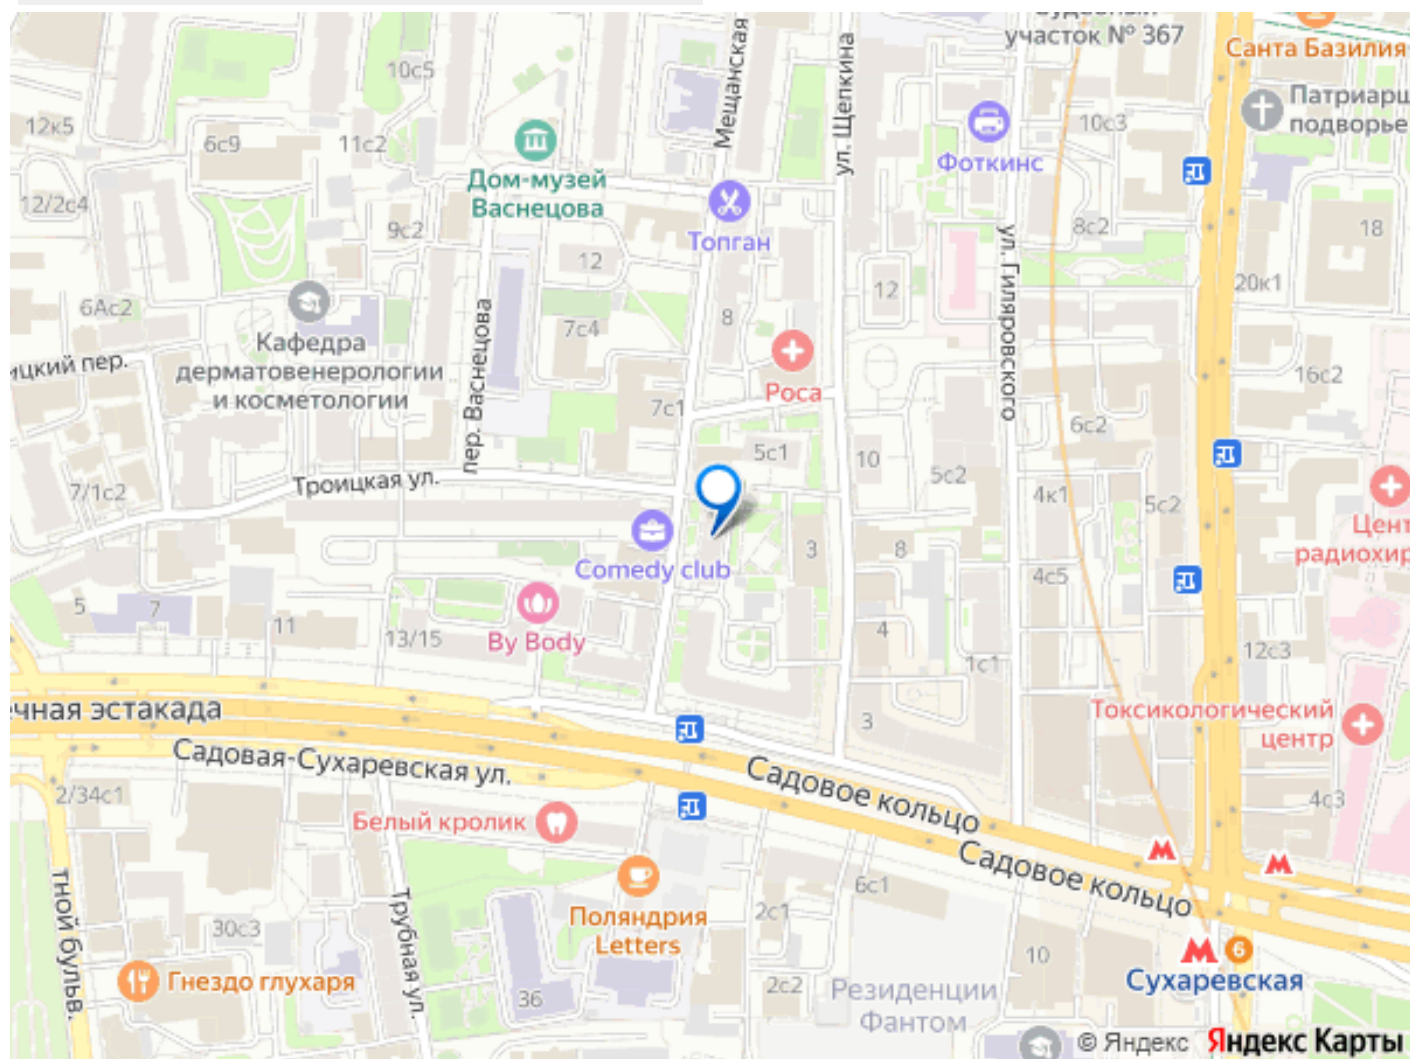 участок № 367
Санта Базилия
10с5
Мещанская
ул. Щепкина
Патриарш
подворье
12к5
6с9
11с2
10с3
Фоткинс
Дом-музей
Васнецова
12/2с4
9с2
Топган
8с2
18
12
12
20к1
6Ас2
7с4
8
ул. Гиляровского
Кафедра
дерматовенерологии
и косметологии
пер. Васнецова
ицкий пер.
Роса
16с2
7с1
6с2
5с1
10
5с2
7/1с2
Троицкая ул.
4к1
5с2
Цент
радиохир
3
8
Comedy club
4с5
5
7
11
13/15
By Body
4
1с1
12с3
чная эстакада
3
Токсикологический
центр
Садовая-Сухаревская ул.
Садовое кольцо
2/34с1
4с3
Белый кролик
Садовое кольцо
6с1
тной бульв.
Трубная ул.
Поляндрия
Letters
2с1
30с3
10
6
Сухаревская
Гнездо глухаря
36
2с2
Резиденции
Фантом
© Яндекс Яндекс Карты